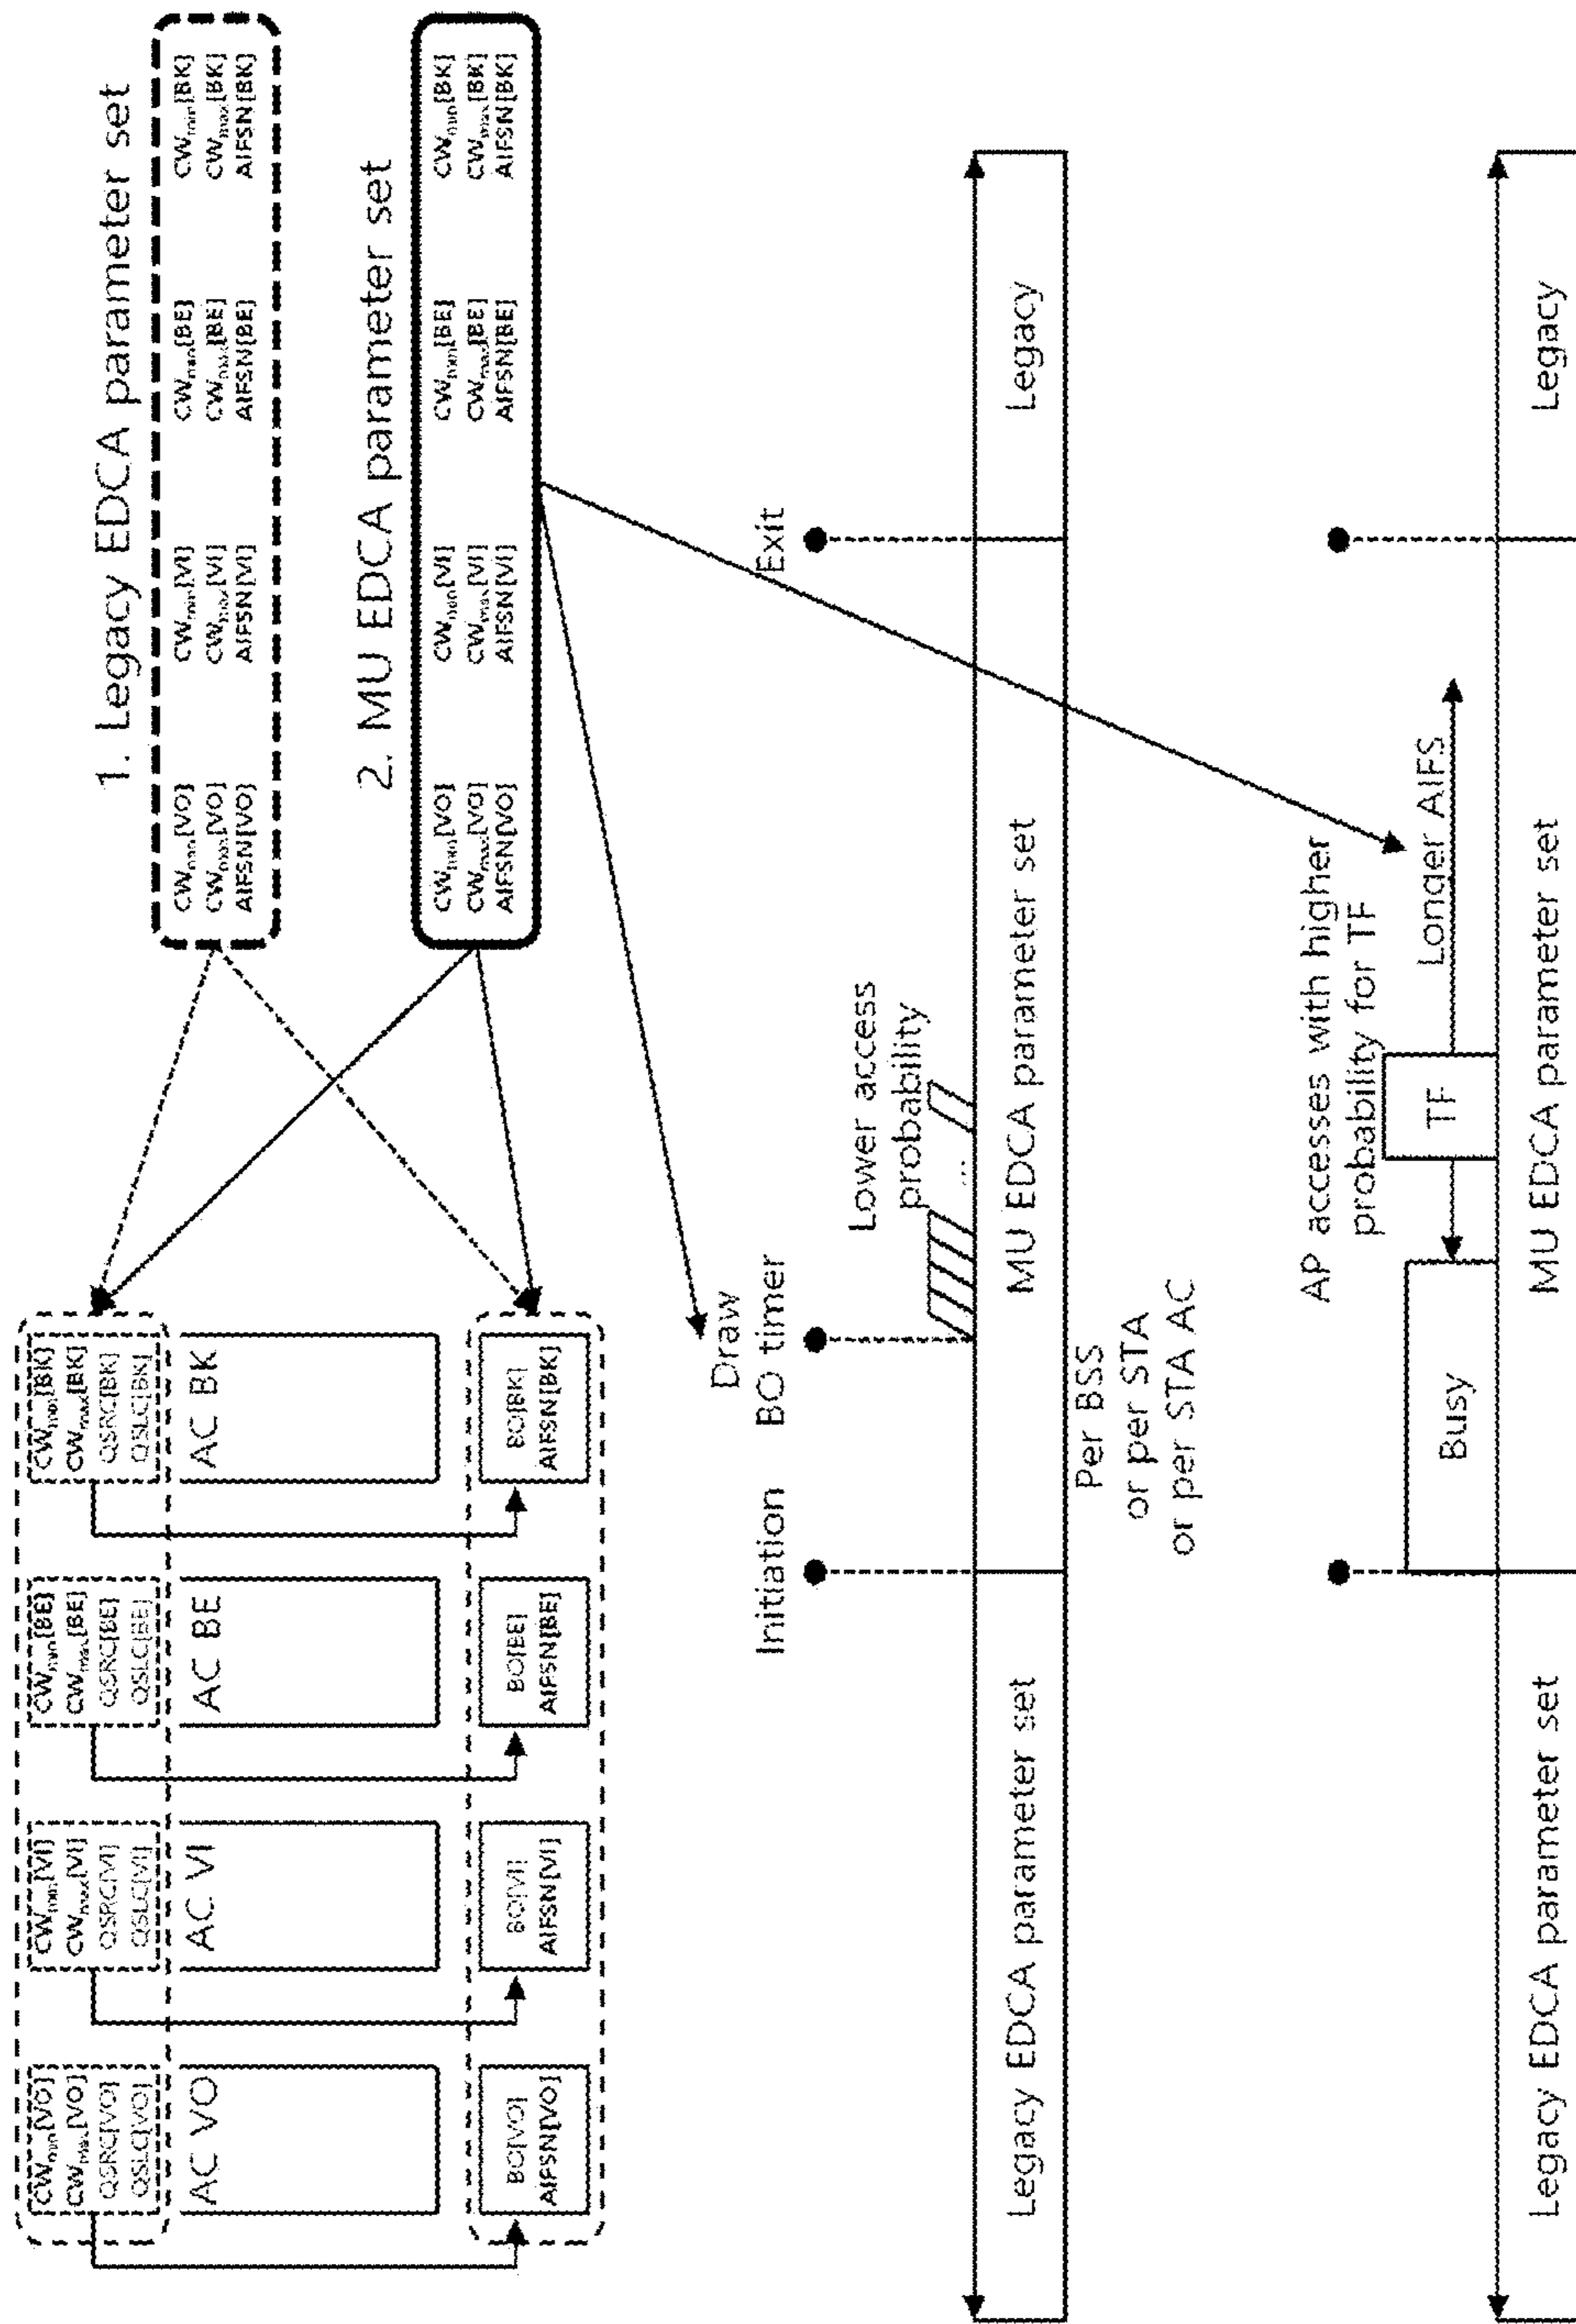 1. Legacy EDCA parameter set
CWmin[VO] CWmin[VI] CWmin[BE] CWmin[BK]
CWmax[VO] CWmax[VI] CWmax[BE] CWmax[BK]
AIFSN[VO] AIFSN[VI] AIFSN[BE] AIFSN[BK]
2. MU EDCA parameter set
CWmin[VO] CWmin[VI] CWmin[BE] CWmin[BK]
CWmax[VO] CWmax[VI] CWmax[BE] CWmax[BK]
AIFSN[VO] AIFSN[VI] AIFSN[BE] AIFSN[BK]
CWmin[VO] CWmin[VI] CWmin[BE] CWmin[BK]
CWmax[VO] CWmax[VI] CWmax[BE] CWmax[BK]
QSRC[VO] QSRC[VI] QSRC[BE] QSRC[BK]
QSLC[VO] QSLC[VI] QSLC[BE] QSLC[BK]
AC VO AC VI AC BE AC BK
BO[VO] BO[VI] BO[BE] BO[BK]
AIFSN[VO] AIFSN[VI] AIFSN[BE] AIFSN[BK]
Draw
Initiation BO timer Exit
Lower access
probability
...
Legacy EDCA parameter set MU EDCA parameter set Legacy
Per BSS
or per STA
or per STA AC
AP accesses with higher
probability for TF
Busy TF Longer AIFS
Legacy EDCA parameter set MU EDCA parameter set Legacy